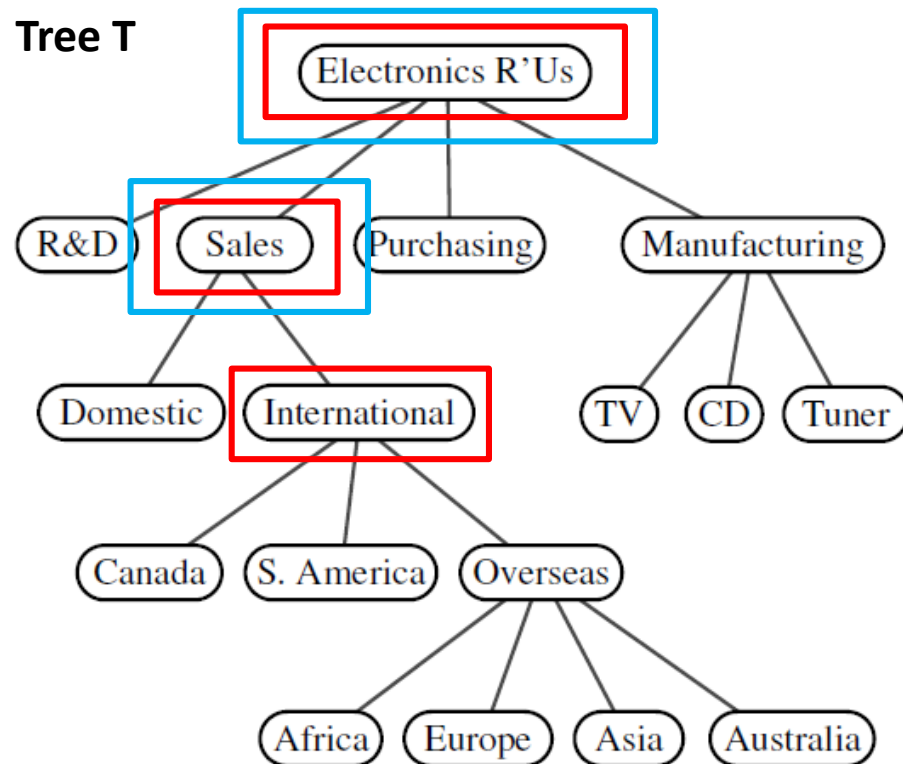 Tree T
Electronics R’Us
R&D
Sales
Purchasing
Manufacturing
Domestic
International
TV
CD
Tuner
Canada
S. America
Overseas
Africa
Europe
Asia
Australia